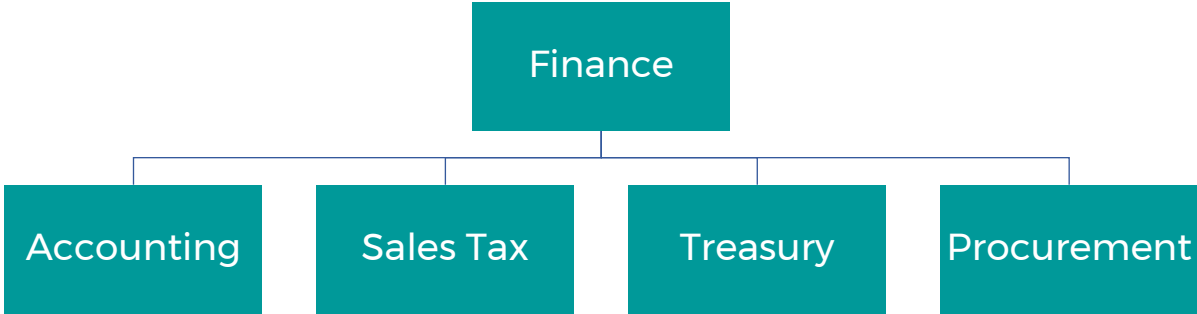 Finance
Accounting
Sales Tax
Treasury
Procurement